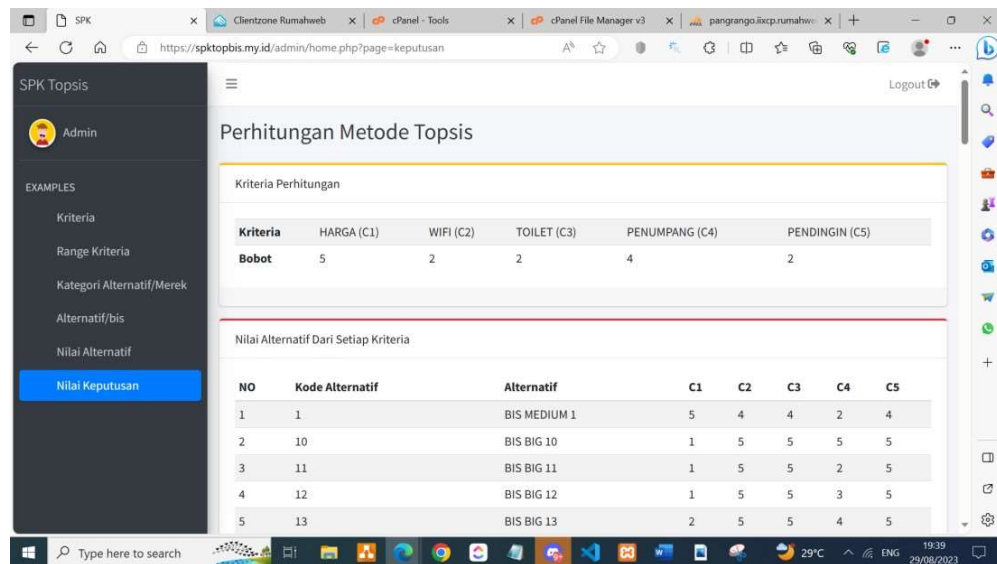 SPK
Clientzone Rumahweb
cPanel - Tools
cPanel File Manager v3
pangrango.iixcp.rumahwe
https://spktopbis.my.id/admin/home.php?page=keputusan
SPK Topsis
Logout
Admin
Perhitungan Metode Topsis
EXAMPLES
Kriteria
Range Kriteria
Kategori Alternatif/Merek
Alternatif/bis
Nilai Alternatif
Nilai Keputusan
Kriteria Perhitungan
Kriteria HARGA (C1) WIFI (C2) TOILET (C3) PENUMPANG (C4) PENDINGIN (C5)
Bobot 5 2 2 4 2
Nilai Alternatif Dari Setiap Kriteria
NO Kode Alternatif Alternatif C1 C2 C3 C4 C5
1 1 BIS MEDIUM 1 5 4 4 2 4
2 10 BIS BIG 10 1 5 5 5 5
3 11 BIS BIG 11 1 5 5 2 5
4 12 BIS BIG 12 1 5 5 3 5
5 13 BIS BIG 13 2 5 5 4 5
Type here to search
29°C
ENG
19:39
29/08/2023